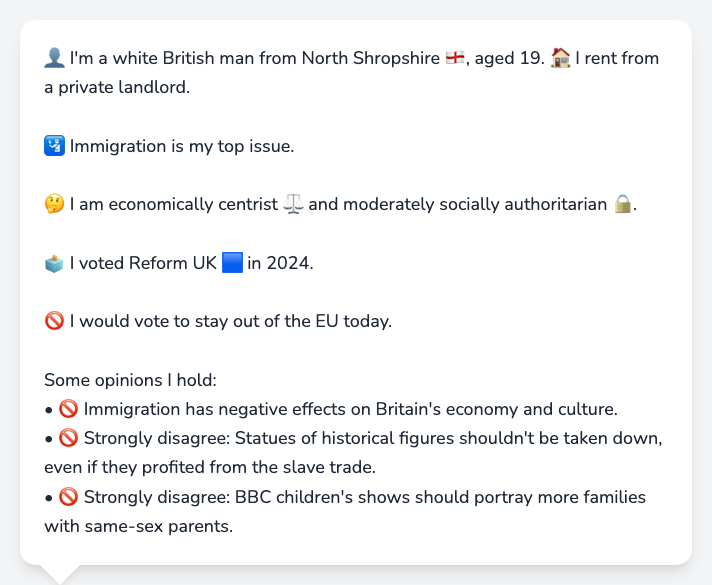 👤 I'm a white British man from North Shropshire 🏴󠁧󠁢󠁥󠁮󠁧󠁿, aged 19. 🏠 I rent from
a private landlord.
🛂 Immigration is my top issue.
🤔 I am economically centrist ⚖️ and moderately socially authoritarian 🔒.
🗳️ I voted Reform UK 🟦 in 2024.
🚫 I would vote to stay out of the EU today.
Some opinions I hold:
• 🚫 Immigration has negative effects on Britain's economy and culture.
• 🚫 Strongly disagree: Statues of historical figures shouldn't be taken down,
even if they profited from the slave trade.
• 🚫 Strongly disagree: BBC children's shows should portray more families
with same-sex parents.